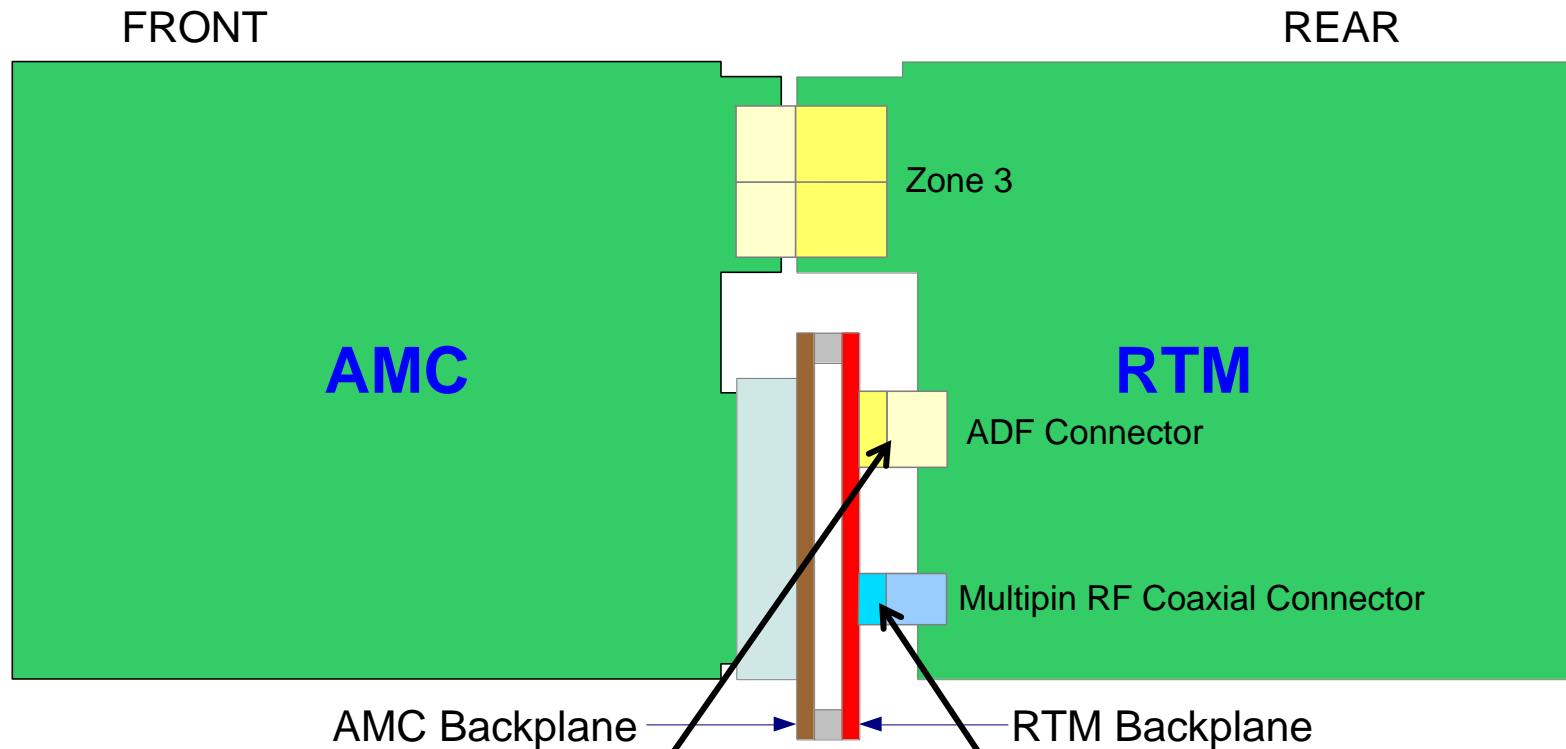 FRONT
REAR
Zone 3
AMC
RTM
ADF Connector
Multipin RF Coaxial Connector
AMC Backplane
RTM Backplane